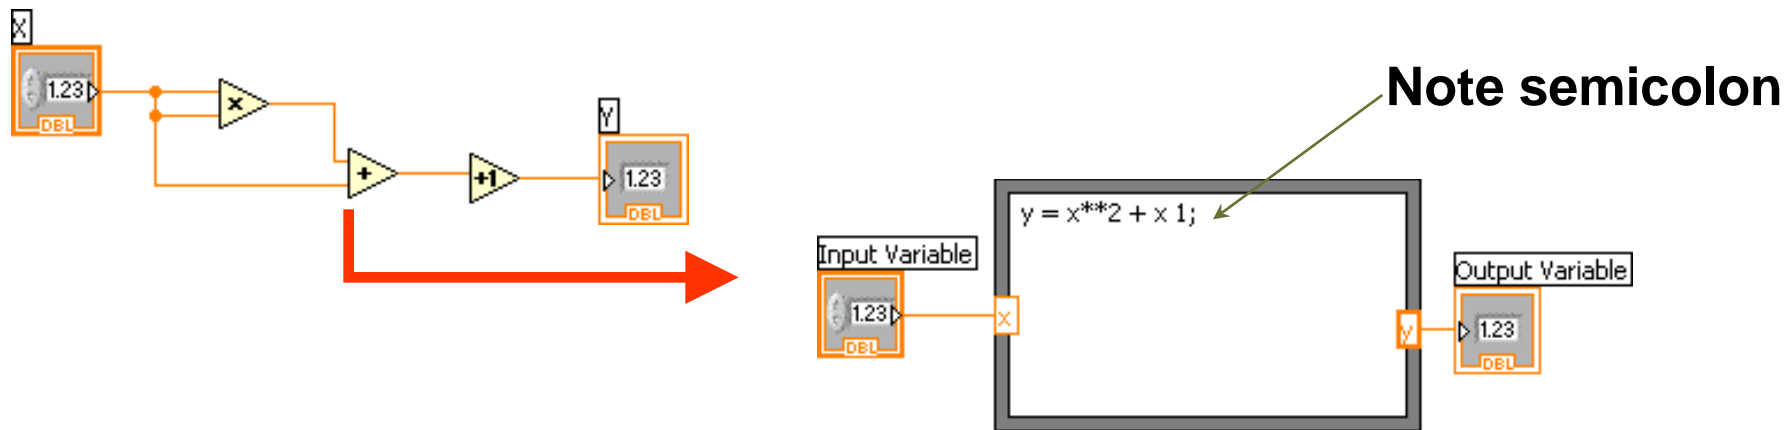 X
1.23
DBL
x
+
+1
Y
1.23
DBL
Note semicolon
y = x**2 + x 1;
Input Variable
1.23
DBL
x
y
Output Variable
1.23
DBL